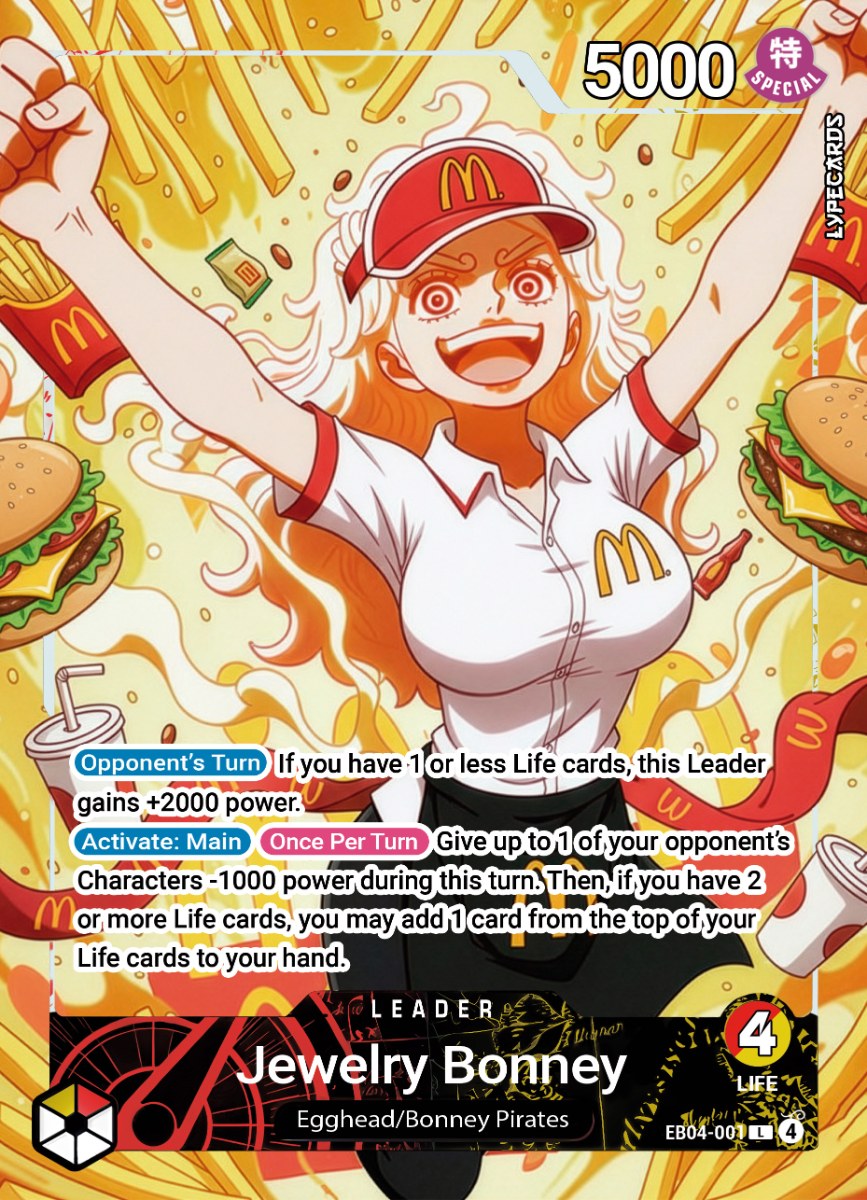 5000
特
SPECIAL
LYPECARDS
Opponent's Turn If you have 1 or less Life cards, this Leader
gains +2000 power.
Activate: Main Once Per Turn Give up to 1 of your opponent's
Characters -1000 power during this turn. Then, if you have 2
or more Life cards, you may add 1 card from the top of your
Life cards to your hand.
LEADER
Jewelry Bonney
4
LIFE
Egghead/Bonney Pirates
EB04-001 L 4